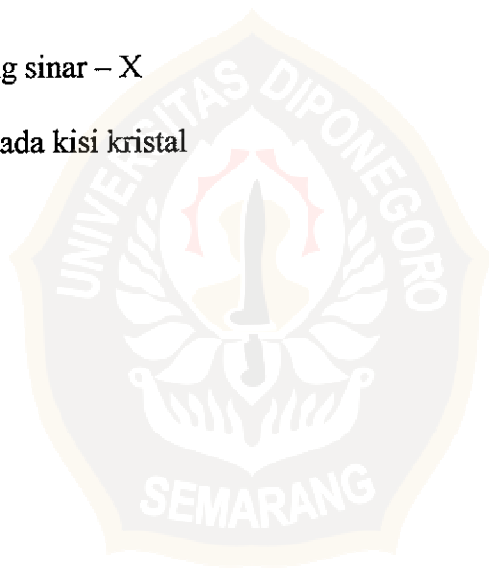 g sinar – X
ada kisi kristal
UNIVERSITAS DIPONEGORO
SEMARANG